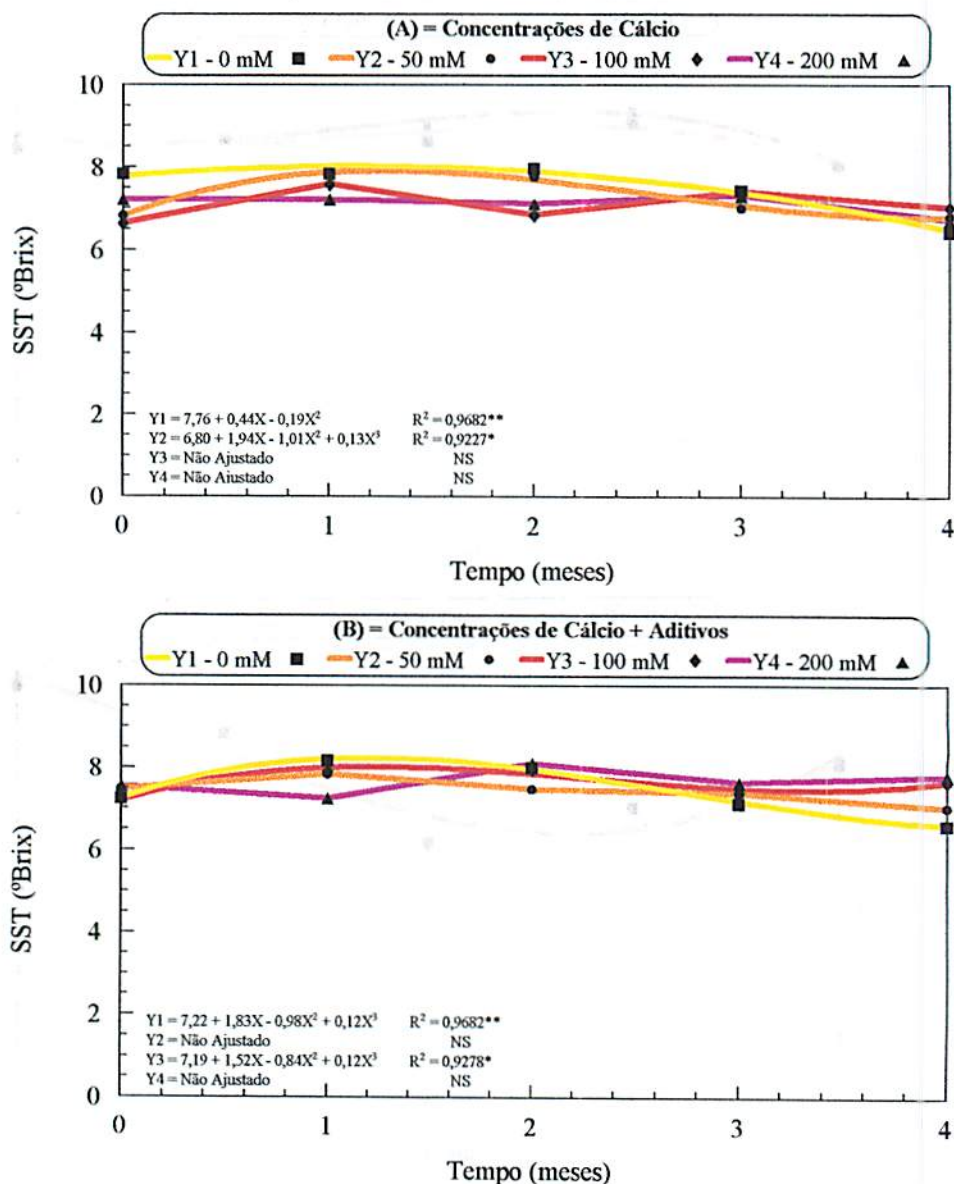 (A) = Concentrações de Cálcio
Y1 - 0 mM ■ Y2 - 50 mM ● Y3 - 100 mM ◆ Y4 - 200 mM ▲
10
8
6
4
2
0
SST (ºBrix)
Y1 = 7,76 + 0,44X - 0,19X² R² = 0,9682**
Y2 = 6,80 + 1,94X - 1,01X² + 0,13X³ R² = 0,9227*
Y3 = Não Ajustado NS
Y4 = Não Ajustado NS
0 1 2 3 4
Tempo (meses)
(B) = Concentrações de Cálcio + Aditivos
Y1 - 0 mM ■ Y2 - 50 mM ● Y3 - 100 mM ◆ Y4 - 200 mM ▲
10
8
6
4
2
0
SST (ºBrix)
Y1 = 7,22 + 1,83X - 0,98X² + 0,12X³ R² = 0,9682**
Y2 = Não Ajustado NS
Y3 = 7,19 + 1,52X - 0,84X² + 0,12X³ R² = 0,9278*
Y4 = Não Ajustado NS
0 1 2 3 4
Tempo (meses)